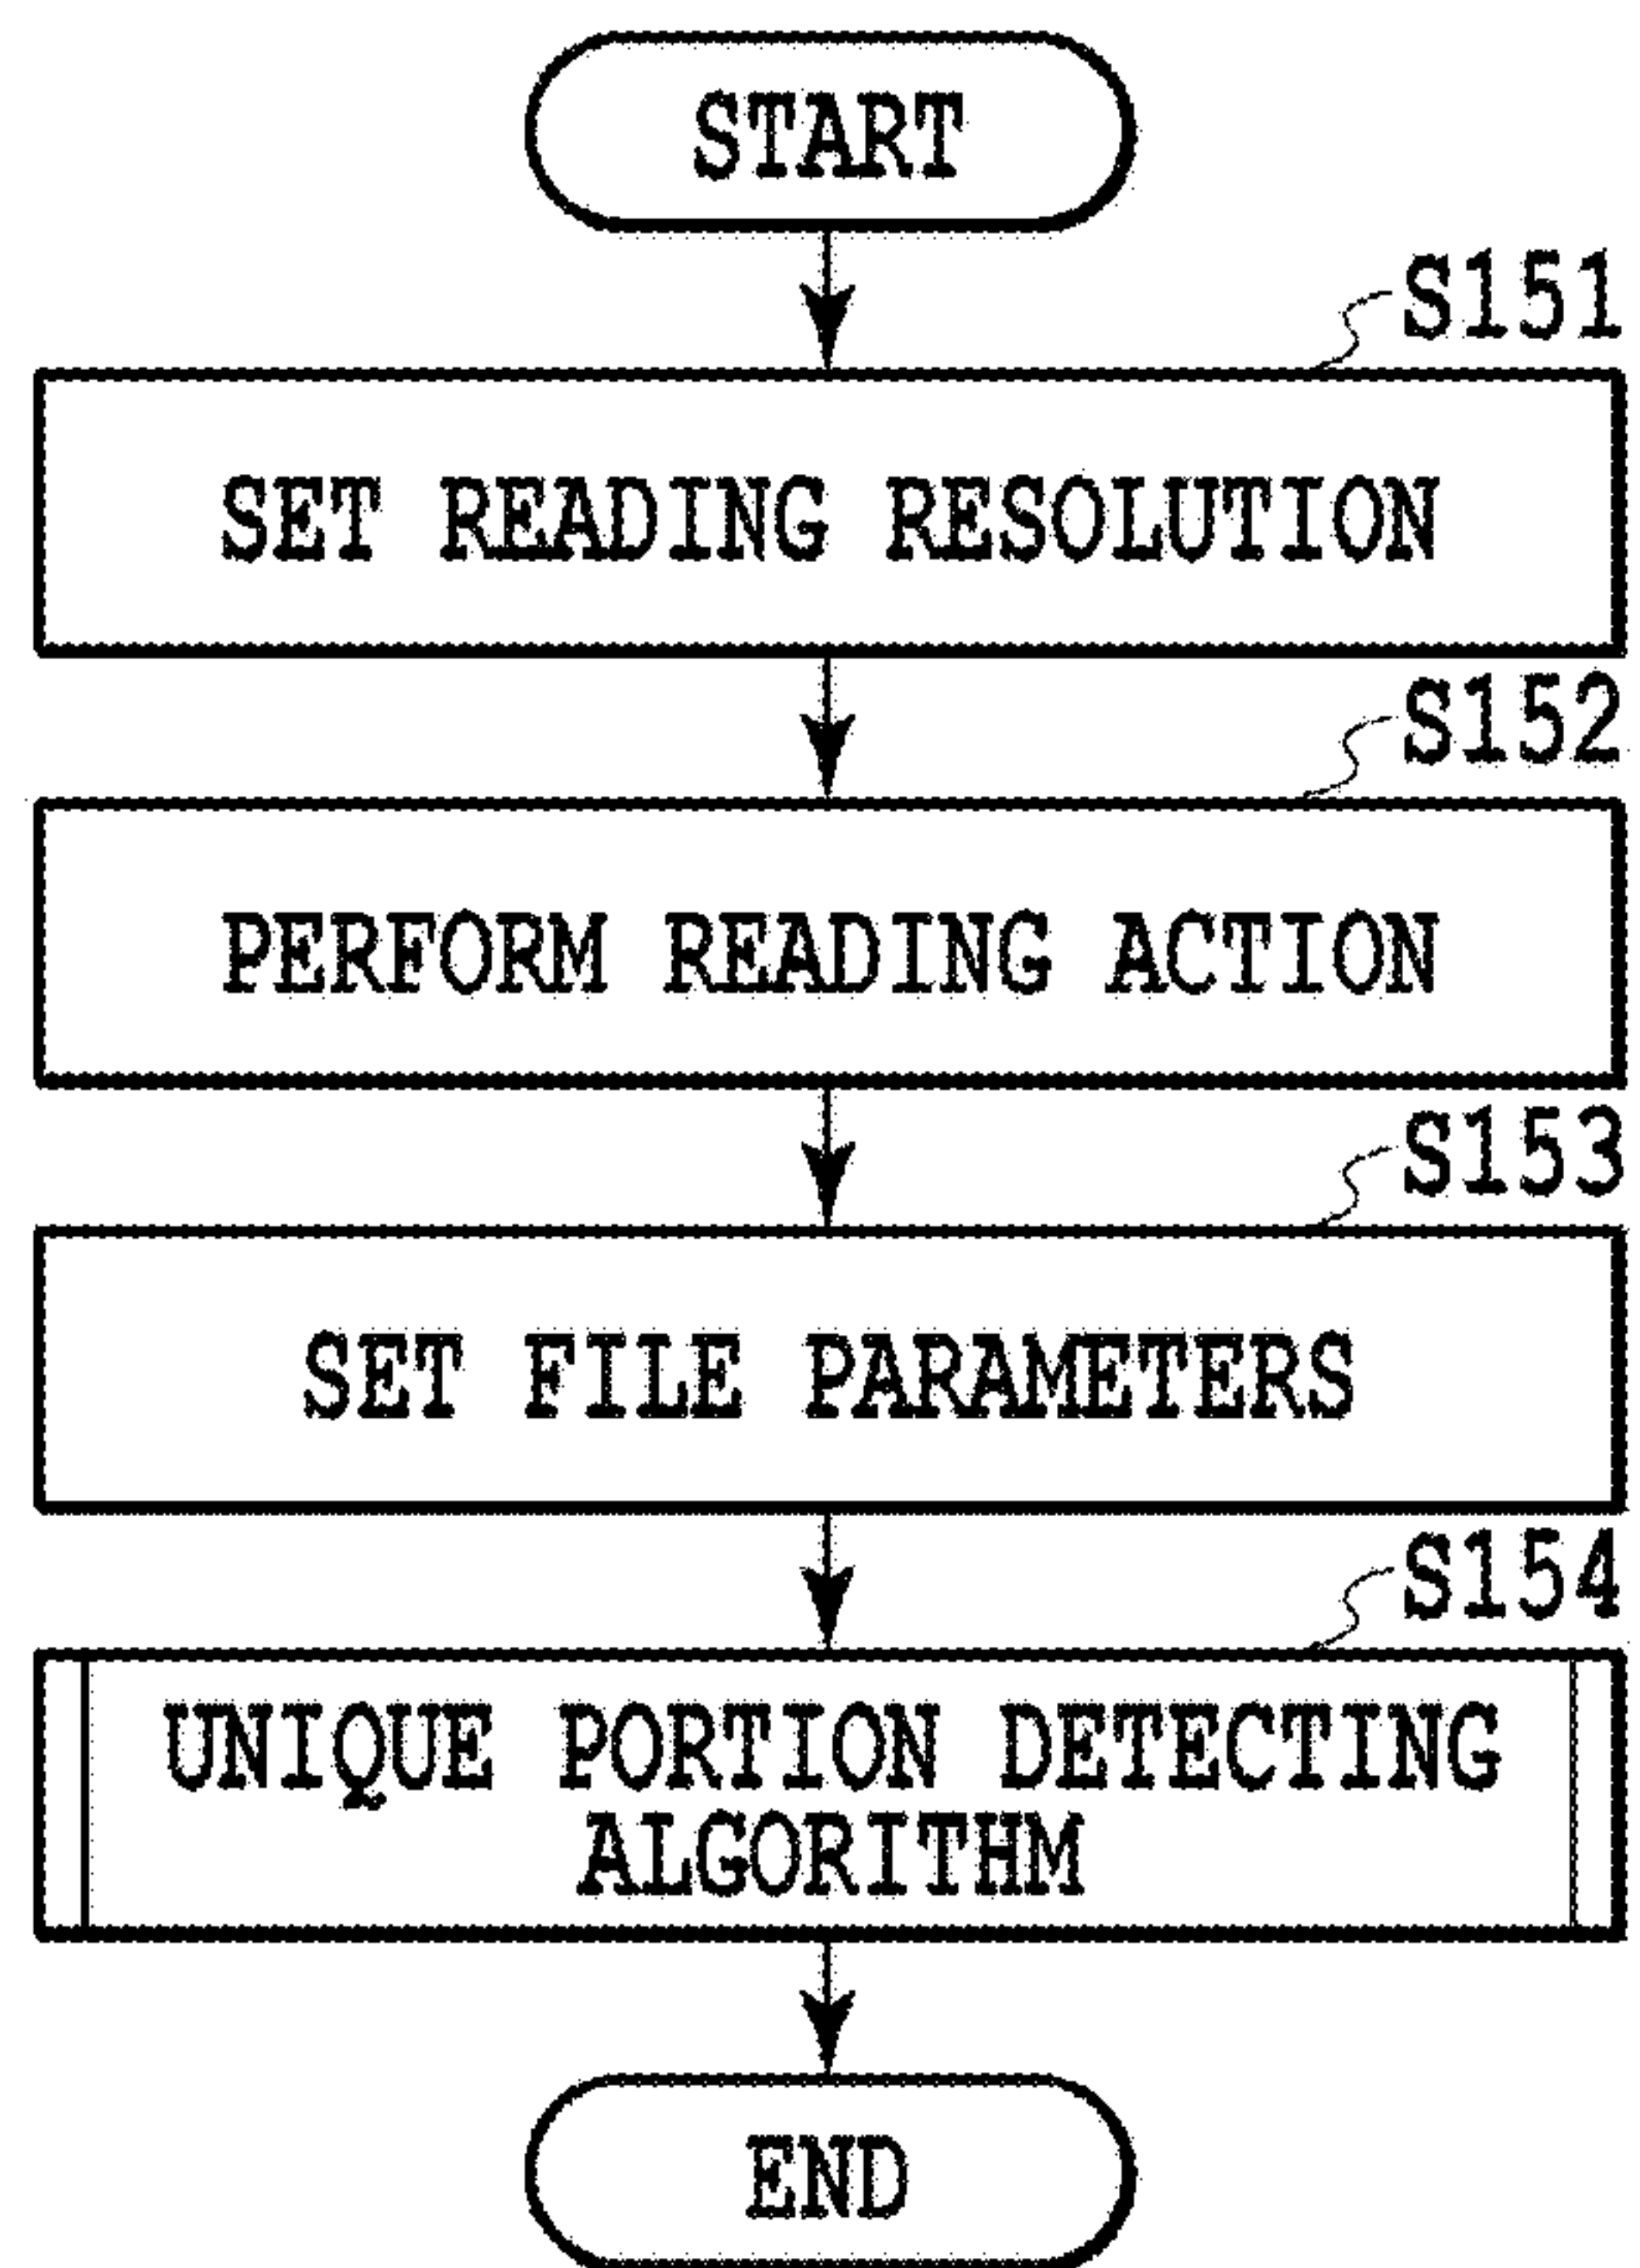 START
S151
SET READING RESOLUTION
S152
PERFORM READING ACTION
S153
SET FILE PARAMETERS
S154
UNIQUE PORTION DETECTING
ALGORITHM
END